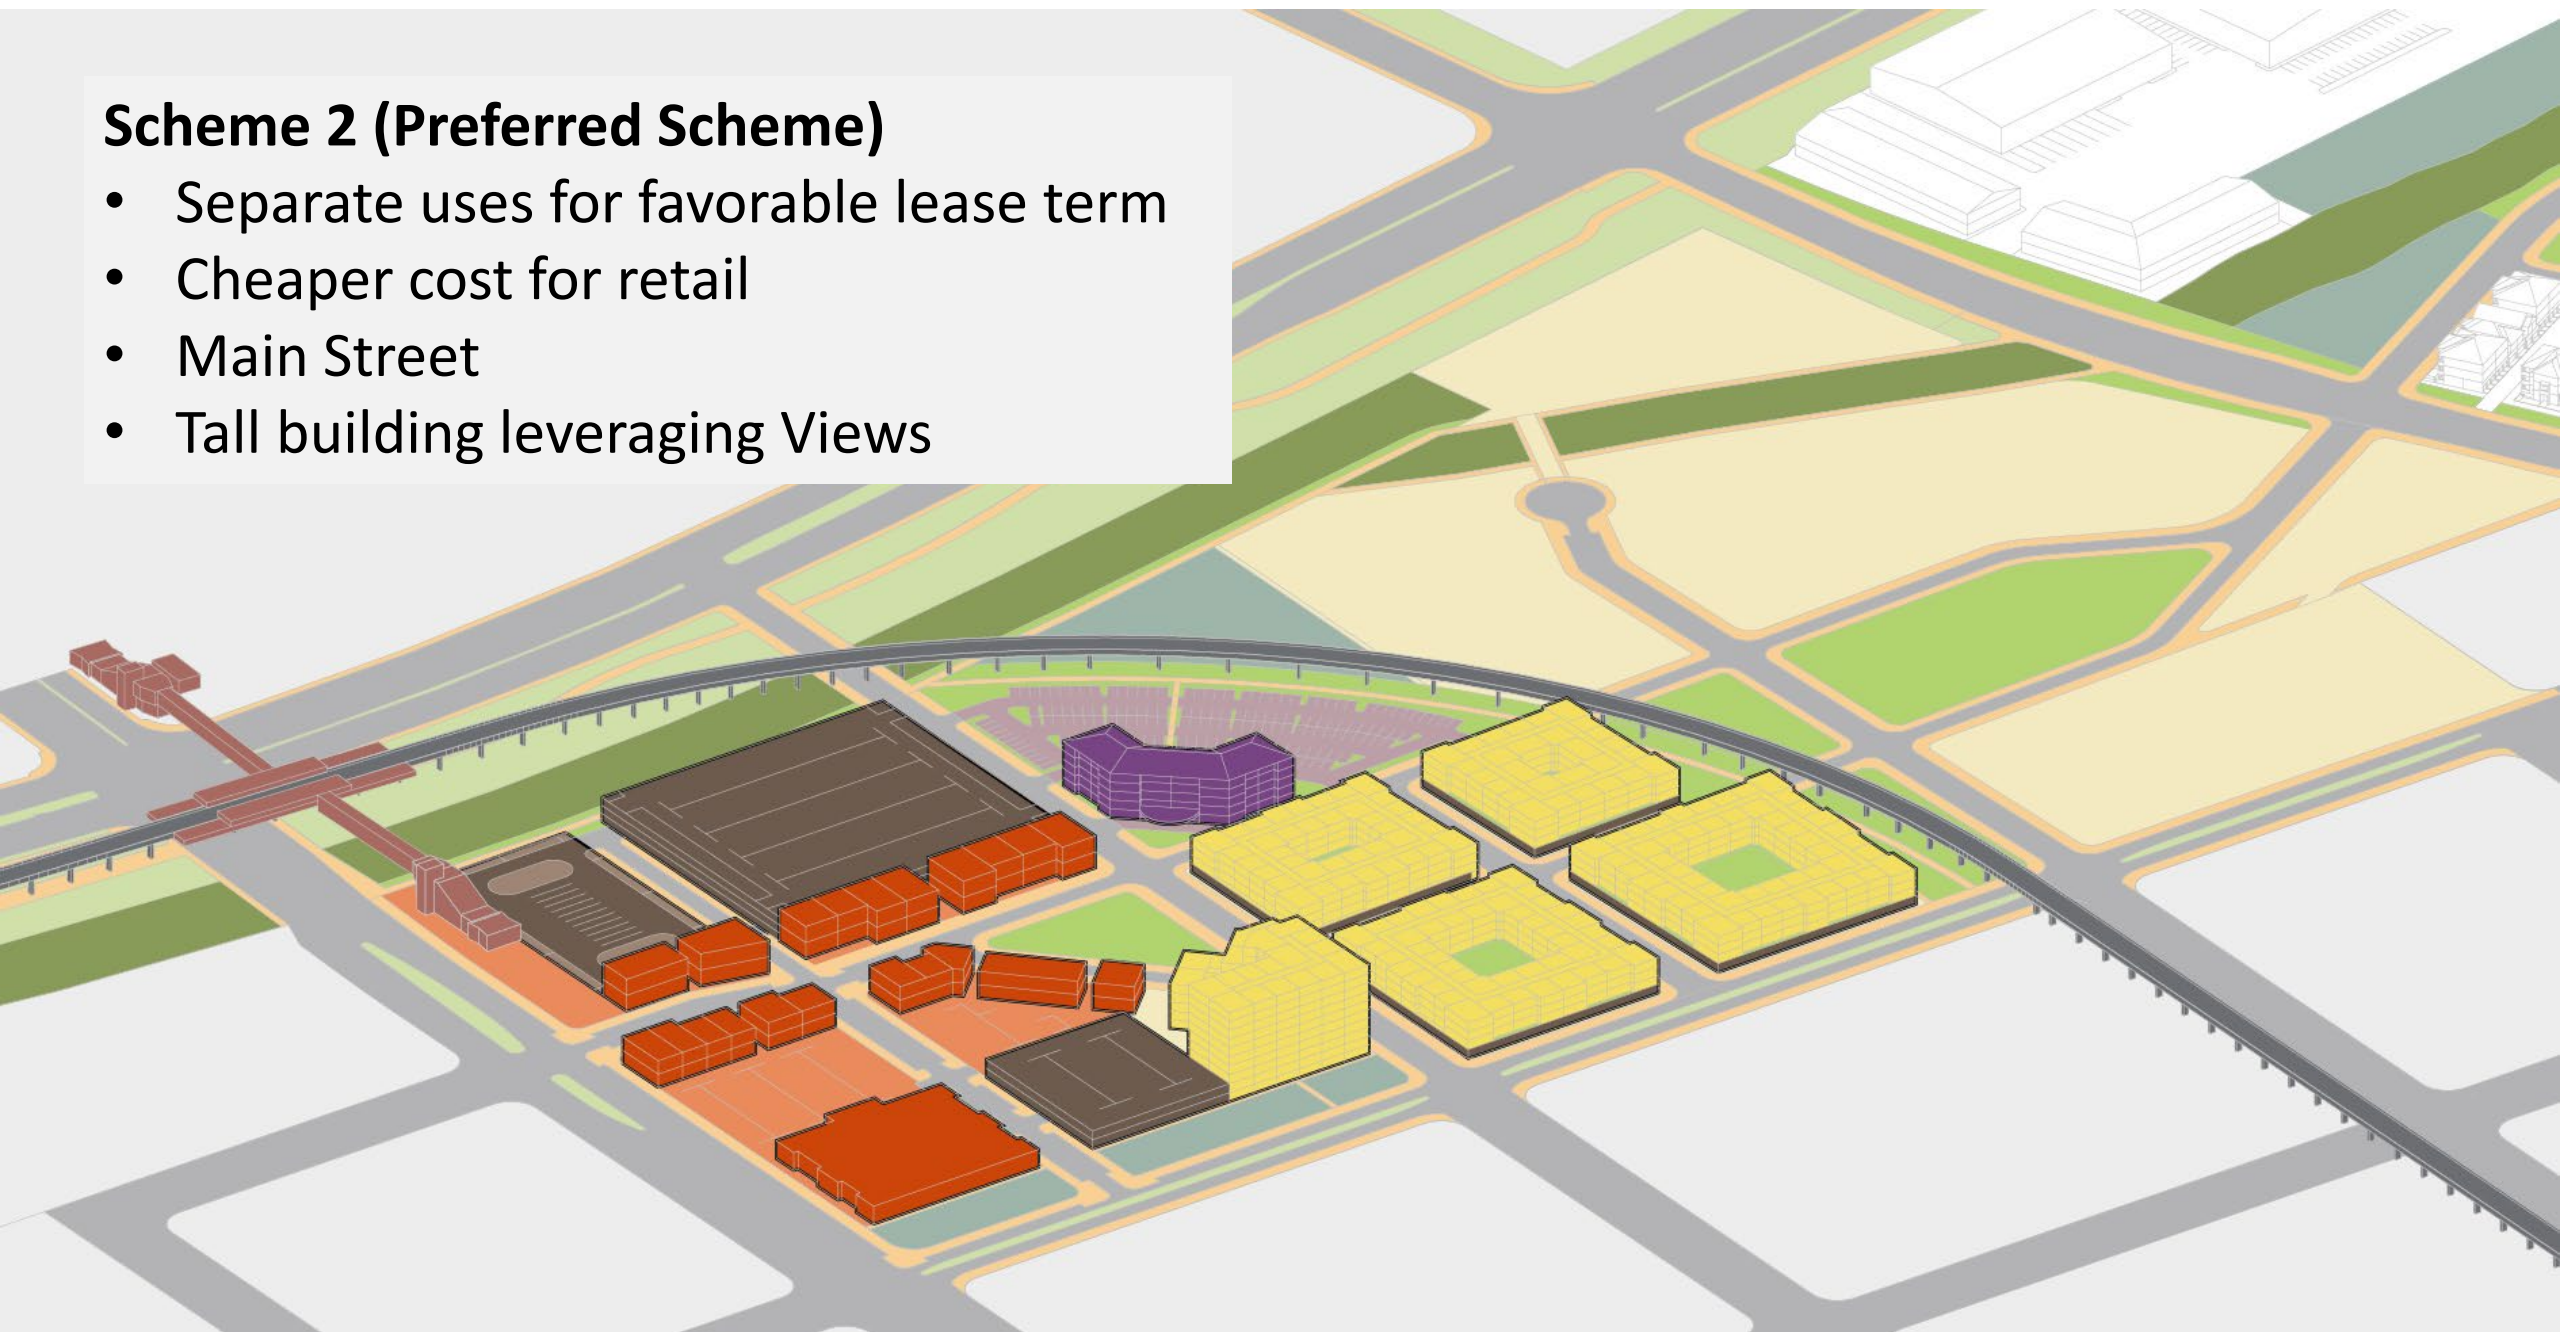 Scheme 2 (Preferred Scheme)
• Separate uses for favorable lease term
• Cheaper cost for retail
• Main Street
• Tall building leveraging Views